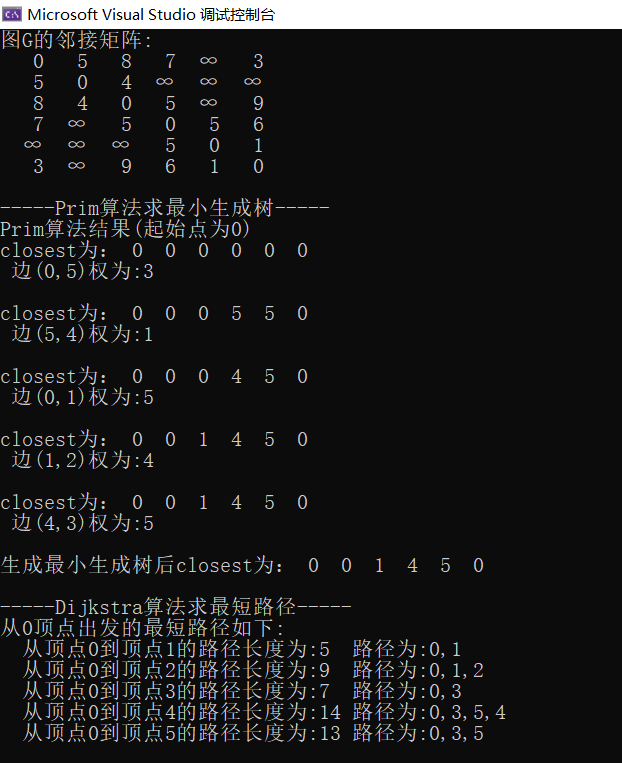 Microsoft Visual Studio 调试控制台
图G的邻接矩阵:
0 5 8 7 ∞ 3
5 0 4 ∞ ∞ ∞
8 4 0 5 ∞ 9
7 ∞ 5 0 5 6
∞ ∞ ∞ 5 0 1
3 ∞ 9 6 1 0
-----Prim算法求最小生成树-----
Prim算法结果(起始点为0)
closest为: 0 0 0 0 0 0
边(0,5)权为:3
closest为: 0 0 0 5 5 0
边(5,4)权为:1
closest为: 0 0 0 4 5 0
边(0,1)权为:5
closest为: 0 0 1 4 5 0
边(1,2)权为:4
closest为: 0 0 1 4 5 0
边(4,3)权为:5
生成最小生成树后closest为: 0 0 1 4 5 0
-----Dijkstra算法求最短路径-----
从0顶点出发的最短路径如下:
从顶点0到顶点1的路径长度为:5 路径为:0,1
从顶点0到顶点2的路径长度为:9 路径为:0,1,2
从顶点0到顶点3的路径长度为:7 路径为:0,3
从顶点0到顶点4的路径长度为:14 路径为:0,3,5,4
从顶点0到顶点5的路径长度为:13 路径为:0,3,5